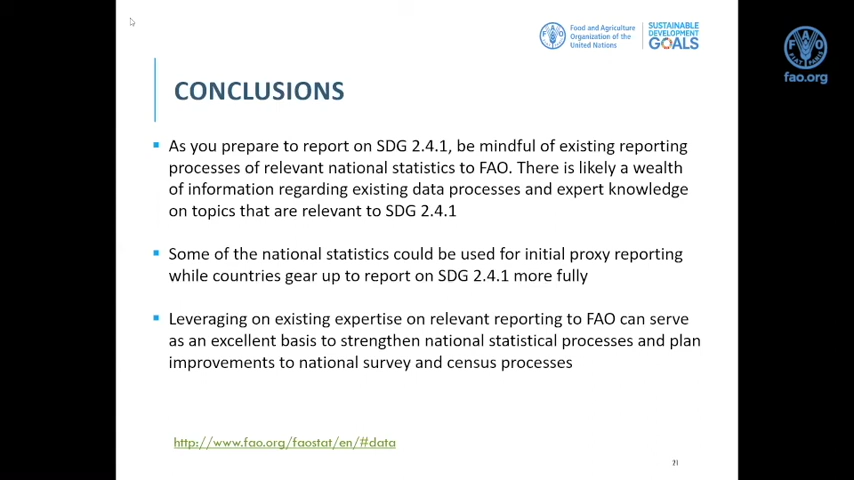 Food and Agriculture
Organization of the
United Nations
SUSTAINABLE
DEVELOPMENT
GOALS
FAO
FIAT PANIS
fao.org
CONCLUSIONS
As you prepare to report on SDG 2.4.1, be mindful of existing reporting
processes of relevant national statistics to FAO. There is likely a wealth
of information regarding existing data processes and expert knowledge
on topics that are relevant to SDG 2.4.1
Some of the national statistics could be used for initial proxy reporting
while countries gear up to report on SDG 2.4.1 more fully
Leveraging on existing expertise on relevant reporting to FAO can serve
as an excellent basis to strengthen national statistical processes and plan
improvements to national survey and census processes
http://www.fao.org/faostat/en/#data
21